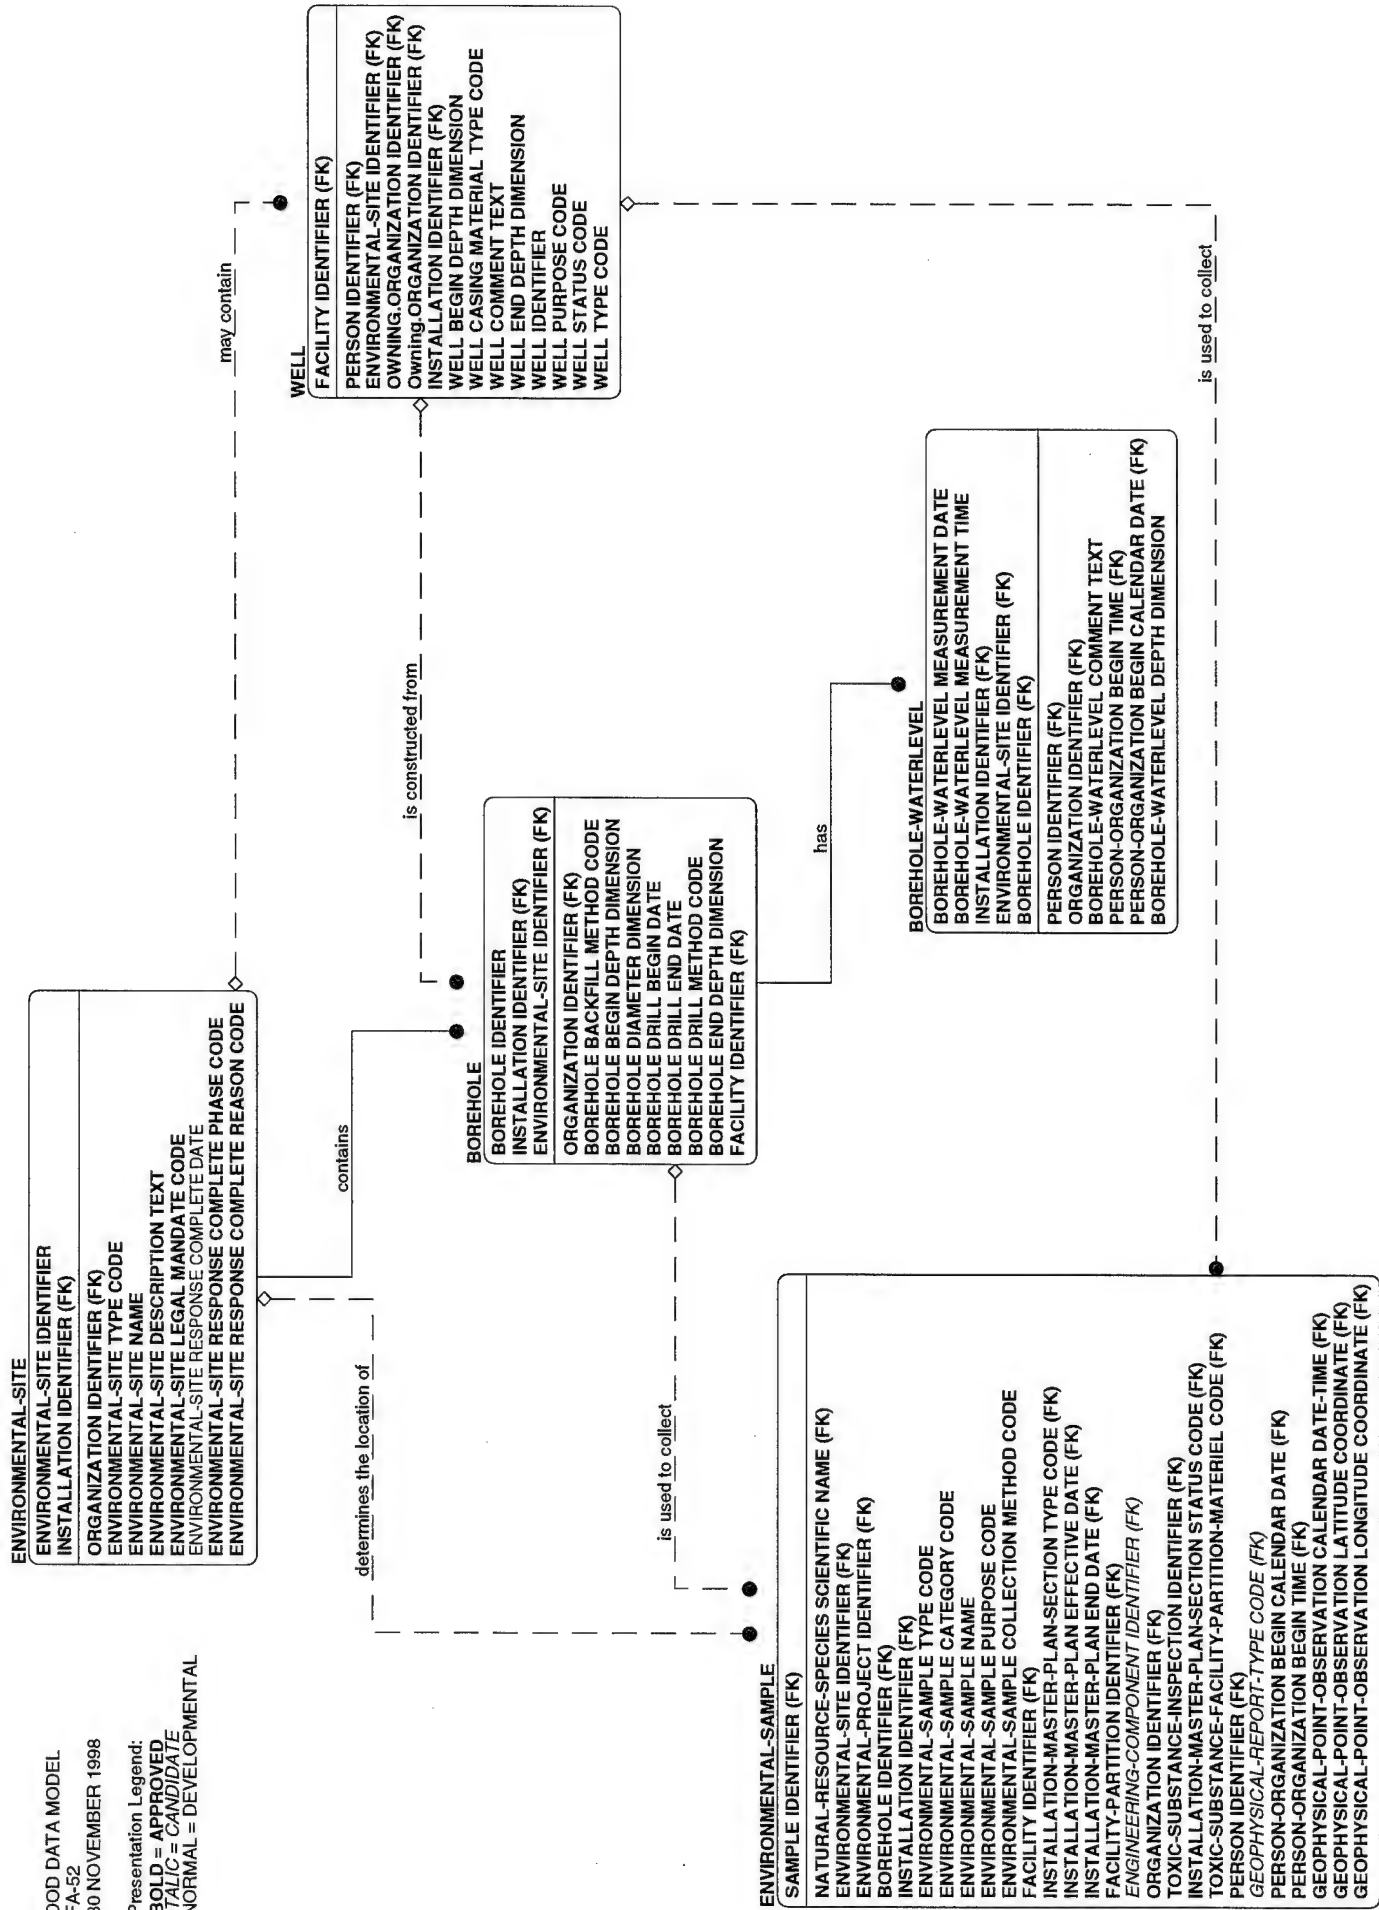 DOD DATA MODEL
FA-52
30 NOVEMBER 1998
Presentation Legend:
BOLD = APPROVED
ITALIC = CANDIDATE
NORMAL = DEVELOPMENTAL
ENVIRONMENTAL-SITE
ENVIRONMENTAL-SITE IDENTIFIER
INSTALLATION IDENTIFIER (FK)
ORGANIZATION IDENTIFIER (FK)
ENVIRONMENTAL-SITE TYPE CODE
ENVIRONMENTAL-SITE NAME
ENVIRONMENTAL-SITE DESCRIPTION TEXT
ENVIRONMENTAL-SITE LEGAL MANDATE CODE
ENVIRONMENTAL-SITE RESPONSE COMPLETE DATE
ENVIRONMENTAL-SITE RESPONSE COMPLETE PHASE CODE
ENVIRONMENTAL-SITE RESPONSE COMPLETE REASON CODE
may contain
contains
determines the location of
WELL
FACILITY IDENTIFIER (FK)
PERSON IDENTIFIER (FK)
ENVIRONMENTAL-SITE IDENTIFIER (FK)
OWNING.ORGANIZATION IDENTIFIER (FK)
Owning.ORGANIZATION IDENTIFIER (FK)
INSTALLATION IDENTIFIER (FK)
WELL BEGIN DEPTH DIMENSION
WELL CASING MATERIAL TYPE CODE
WELL COMMENT TEXT
WELL END DEPTH DIMENSION
WELL IDENTIFIER
WELL PURPOSE CODE
WELL STATUS CODE
WELL TYPE CODE
is constructed from
BOREHOLE
BOREHOLE IDENTIFIER
INSTALLATION IDENTIFIER (FK)
ENVIRONMENTAL-SITE IDENTIFIER (FK)
ORGANIZATION IDENTIFIER (FK)
BOREHOLE BACKFILL METHOD CODE
BOREHOLE BEGIN DEPTH DIMENSION
BOREHOLE DIAMETER DIMENSION
BOREHOLE DRILL BEGIN DATE
BOREHOLE DRILL END DATE
BOREHOLE DRILL METHOD CODE
BOREHOLE END DEPTH DIMENSION
FACILITY IDENTIFIER (FK)
is used to collect
has
BOREHOLE-WATERLEVEL
BOREHOLE-WATERLEVEL MEASUREMENT DATE
BOREHOLE-WATERLEVEL MEASUREMENT TIME
INSTALLATION IDENTIFIER (FK)
ENVIRONMENTAL-SITE IDENTIFIER (FK)
BOREHOLE IDENTIFIER (FK)
PERSON IDENTIFIER (FK)
ORGANIZATION IDENTIFIER (FK)
BOREHOLE-WATERLEVEL COMMENT TEXT
PERSON-ORGANIZATION BEGIN TIME (FK)
PERSON-ORGANIZATION BEGIN CALENDAR DATE (FK)
BOREHOLE-WATERLEVEL DEPTH DIMENSION
is used to collect
ENVIRONMENTAL-SAMPLE
SAMPLE IDENTIFIER (FK)
NATURAL-RESOURCE-SPECIES SCIENTIFIC NAME (FK)
ENVIRONMENTAL-SITE IDENTIFIER (FK)
ENVIRONMENTAL-PROJECT IDENTIFIER (FK)
BOREHOLE IDENTIFIER (FK)
INSTALLATION IDENTIFIER (FK)
ENVIRONMENTAL-SAMPLE TYPE CODE
ENVIRONMENTAL-SAMPLE CATEGORY CODE
ENVIRONMENTAL-SAMPLE NAME
ENVIRONMENTAL-SAMPLE PURPOSE CODE
ENVIRONMENTAL-SAMPLE COLLECTION METHOD CODE
FACILITY IDENTIFIER (FK)
INSTALLATION-MASTER-PLAN-SECTION TYPE CODE (FK)
INSTALLATION-MASTER-PLAN EFFECTIVE DATE (FK)
INSTALLATION-MASTER-PLAN END DATE (FK)
FACILITY-PARTITION IDENTIFIER (FK)
ENGINEERING-COMPONENT IDENTIFIER (FK)
ORGANIZATION IDENTIFIER (FK)
TOXIC-SUBSTANCE-INSPECTION IDENTIFIER (FK)
INSTALLATION-MASTER-PLAN-SECTION STATUS CODE (FK)
TOXIC-SUBSTANCE-FACILITY-PARTITION-MATERIEL CODE (FK)
PERSON IDENTIFIER (FK)
GEOPHYSICAL-REPORT-TYPE CODE (FK)
PERSON-ORGANIZATION BEGIN CALENDAR DATE (FK)
PERSON-ORGANIZATION BEGIN TIME (FK)
GEOPHYSICAL-POINT-OBSERVATION CALENDAR DATE-TIME (FK)
GEOPHYSICAL-POINT-OBSERVATION LATITUDE COORDINATE (FK)
GEOPHYSICAL-POINT-OBSERVATION LONGITUDE COORDINATE (FK)